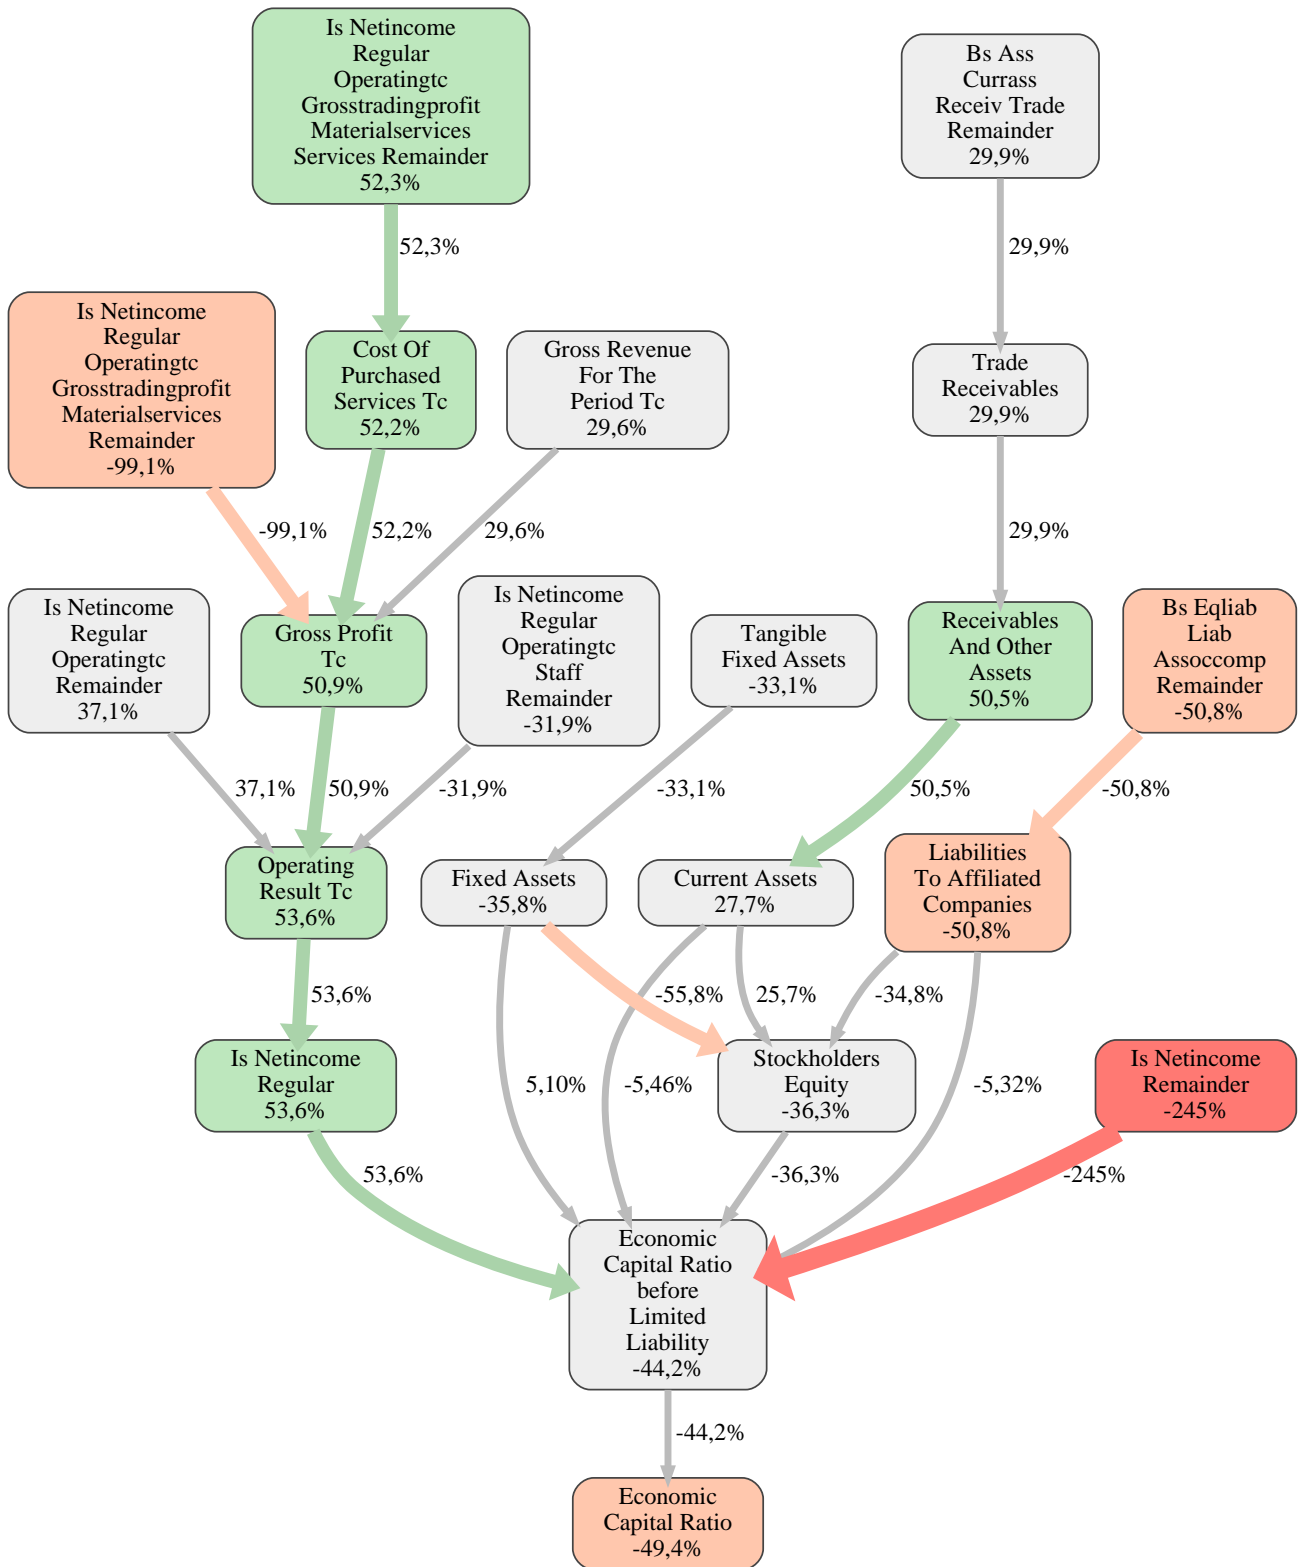 Is Netincome
Regular
Operatingtc
Grosstradingprofit
Materialservices
Services Remainder
52,3%
Bs Ass
Currass
Receiv Trade
Remainder
29,9%
52,3%
29,9%
Is Netincome
Regular
Operatingtc
Grosstradingprofit
Materialservices
Remainder
-99,1%
Cost Of
Purchased
Services Tc
52,2%
Gross Revenue
For The
Period Tc
29,6%
Trade
Receivables
29,9%
-99,1%
52,2%
29,6%
29,9%
Is Netincome
Regular
Operatingtc
Remainder
37,1%
Gross Profit
Tc
50,9%
Is Netincome
Regular
Operatingtc
Staff
Remainder
-31,9%
Tangible
Fixed Assets
-33,1%
Receivables
And Other
Assets
50,5%
Bs Eqliab
Liab
Assoccomp
Remainder
-50,8%
37,1%
50,9%
-31,9%
-33,1%
50,5%
-50,8%
Operating
Result Tc
53,6%
Fixed Assets
-35,8%
Current Assets
27,7%
Liabilities
To Affiliated
Companies
-50,8%
53,6%
-55,8%
25,7%
-34,8%
Is Netincome
Regular
53,6%
5,10%
-5,46%
Stockholders
Equity
-36,3%
-5,32%
Is Netincome
Remainder
-245%
53,6%
-36,3%
-245%
Economic
Capital Ratio
before
Limited
Liability
-44,2%
-44,2%
Economic
Capital Ratio
-49,4%